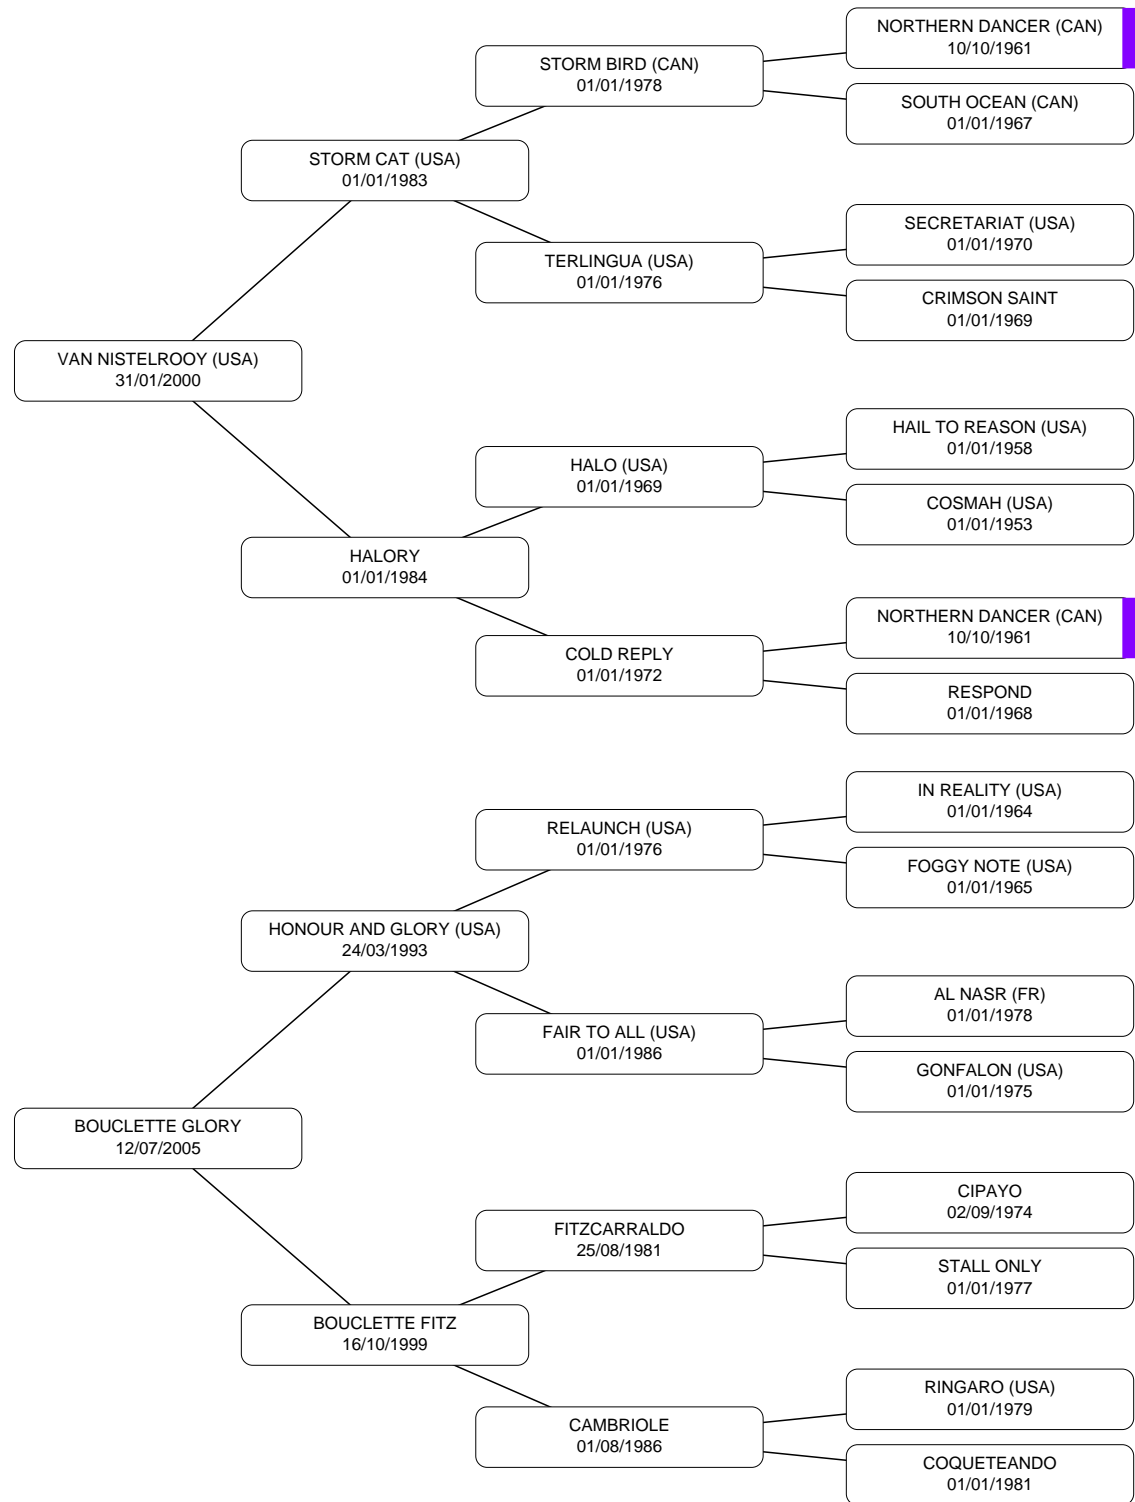 NORTHERN DANCER (CAN)
10/10/1961
STORM BIRD (CAN)
01/01/1978
SOUTH OCEAN (CAN)
01/01/1967
STORM CAT (USA)
01/01/1983
SECRETARIAT (USA)
01/01/1970
TERLINGUA (USA)
01/01/1976
CRIMSON SAINT
01/01/1969
VAN NISTELROOY (USA)
31/01/2000
HAIL TO REASON (USA)
01/01/1958
HALO (USA)
01/01/1969
COSMAH (USA)
01/01/1953
HALORY
01/01/1984
NORTHERN DANCER (CAN)
10/10/1961
COLD REPLY
01/01/1972
RESPOND
01/01/1968
IN REALITY (USA)
01/01/1964
RELAUNCH (USA)
01/01/1976
FOGGY NOTE (USA)
01/01/1965
HONOUR AND GLORY (USA)
24/03/1993
AL NASR (FR)
01/01/1978
FAIR TO ALL (USA)
01/01/1986
GONFALON (USA)
01/01/1975
BOUCLETTE GLORY
12/07/2005
CIPAYO
02/09/1974
FITZCARRALDO
25/08/1981
STALL ONLY
01/01/1977
BOUCLETTE FITZ
16/10/1999
RINGARO (USA)
01/01/1979
CAMBRIOLE
01/08/1986
COQUETEANDO
01/01/1981